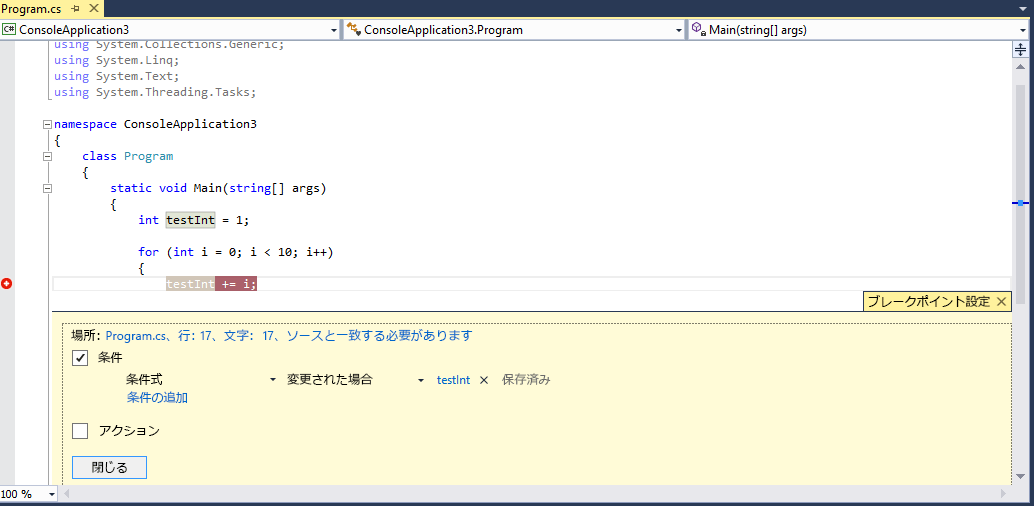 Program.cs
C# ConsoleApplication3 ConsoleApplication3.Program Main(string[] args)
using System.Collections.Generic;
using System.Linq;
using System.Text;
using System.Threading.Tasks;
namespace ConsoleApplication3
{
class Program
{
static void Main(string[] args)
{
int testInt = 1;
for (int i = 0; i < 10; i++)
{
testInt += i;
ブレークポイント設定
場所: Program.cs、行: 17、文字: 17、ソースと一致する必要があります
条件
条件式 変更された場合 testInt 保存済み
条件の追加
アクション
閉じる
100 %